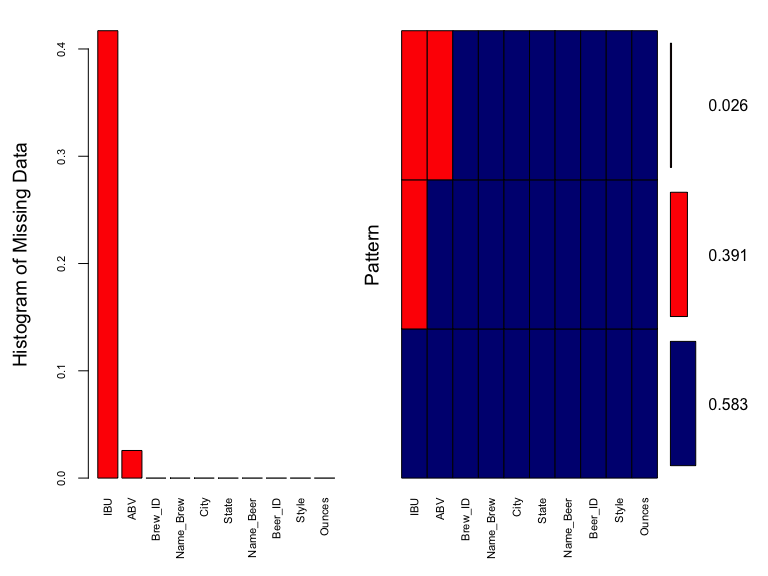 Histogram of Missing Data
0.4
0.3
0.2
0.1
0.0
IBU
ABV
Brew_ID
Name_Brew
City
State
Name_Beer
Beer_ID
Style
Ounces
Pattern
IBU
ABV
Brew_ID
Name_Brew
City
State
Name_Beer
Beer_ID
Style
Ounces
0.026
0.391
0.583